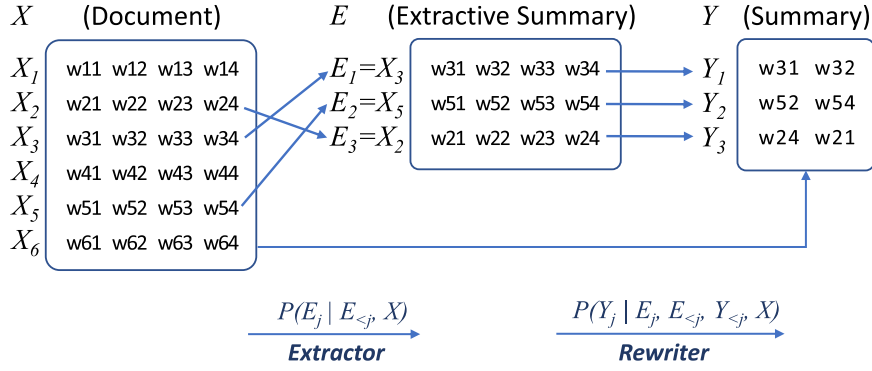 X (Document) E (Extractive Summary) Y (Summary)
X1 w11 w12 w13 w14 E1=X3 w31 w32 w33 w34 Y1 w31 w32
X2 w21 w22 w23 w24 E2=X5 w51 w52 w53 w54 Y2 w52 w54
X3 w31 w32 w33 w34 E3=X2 w21 w22 w23 w24 Y3 w24 w21
X4 w41 w42 w43 w44
X5 w51 w52 w53 w54
X6 w61 w62 w63 w64
P(Ej | E<j, X) P(Yj | Ej, E<j, Y<j, X)
Extractor Rewriter